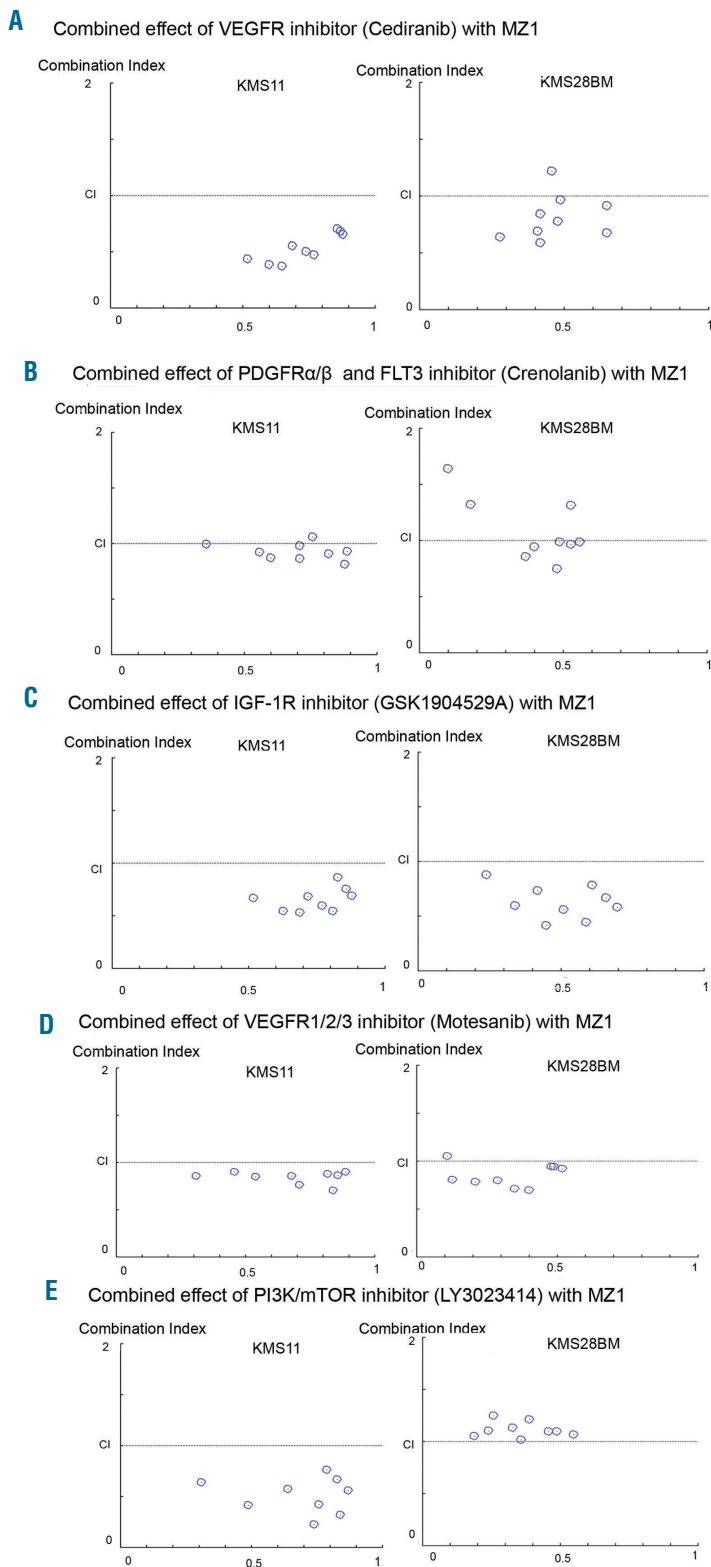 A
Combined effect of VEGFR inhibitor (Cediranib) with MZ1
Combination Index
KMS11
2
CI
0
0
0.5
1
Combination Index
KMS28BM
2
CI
0
0
0.5
1
B
Combined effect of PDGFRα/β and FLT3 inhibitor (Crenolanib) with MZ1
Combination Index
KMS11
2
CI
0
0
0.5
1
Combination Index
KMS28BM
2
CI
0
0
0.5
1
C
Combined effect of IGF-1R inhibitor (GSK1904529A) with MZ1
Combination Index
KMS11
2
CI
0
0
0.5
1
Combination Index
KMS28BM
2
CI
0
0
0.5
1
D
Combined effect of VEGFR1/2/3 inhibitor (Motesanib) with MZ1
Combination Index
KMS11
2
CI
0
0
0.5
1
Combination Index
KMS28BM
2
CI
0
0
0.5
1
E
Combined effect of PI3K/mTOR inhibitor (LY3023414) with MZ1
Combination Index
KMS11
2
CI
0
0
0.5
1
Combination Index
KMS28BM
2
CI
0
0
0.5
1